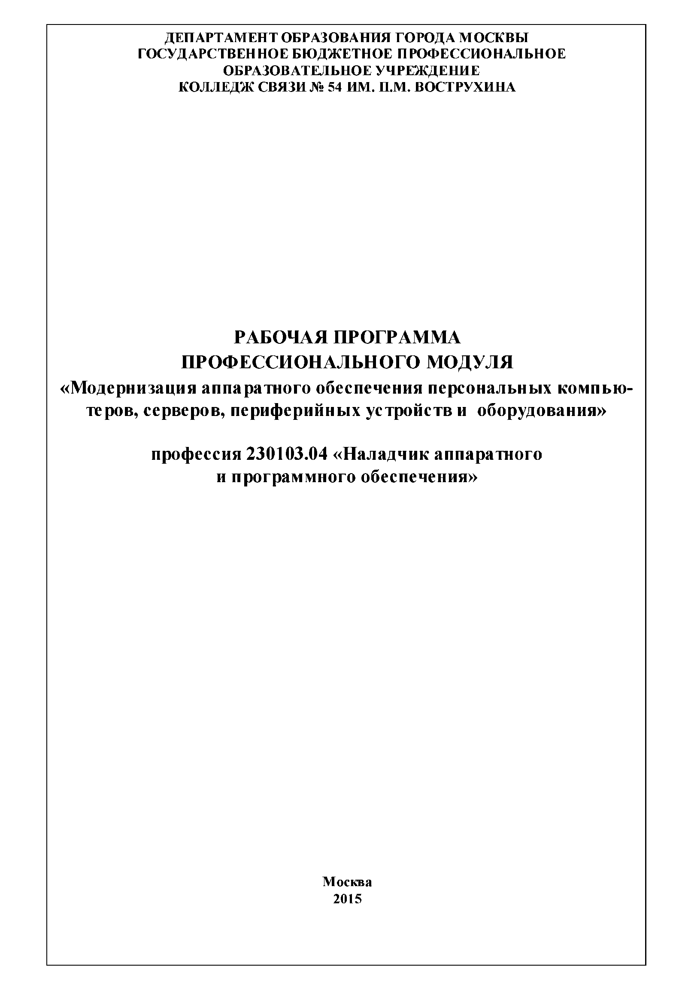 ДЕПАРТАМЕНТ ОБРАЗОВАНИЯ ГОРОДА МОСКВЫ
ГОСУДАРСТВЕННОЕ БЮДЖЕТНОЕ ПРОФЕССИОНАЛЬНОЕ
ОБРАЗОВАТЕЛЬНОЕ УЧРЕЖДЕНИЕ
КОЛЛЕДЖ СВЯЗИ № 54 ИМ. П.М. ВОСТРУХИНА
РАБОЧАЯ ПРОГРАММА
ПРОФЕССИОНАЛЬНОГО МОДУЛЯ
«Модернизация аппаратного обеспечения персональных компью-
теров, серверов, периферийных устройств и оборудования»
профессия 230103.04 «Наладчик аппаратного
и программного обеспечения»
Москва
2015